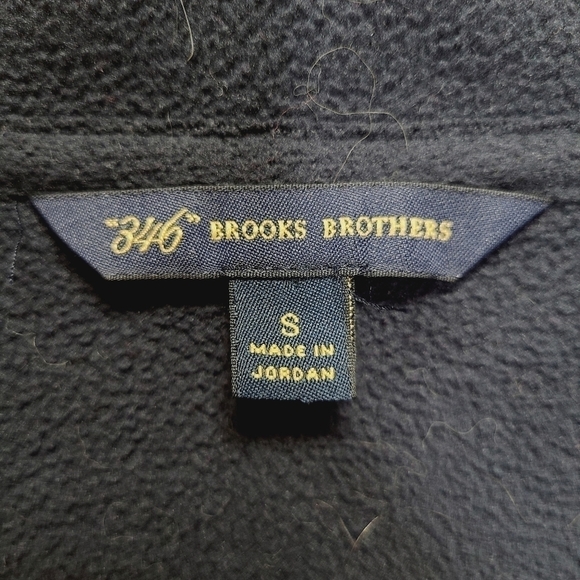 "346" BROOKS BROTHERS
S
MADE IN
JORDAN